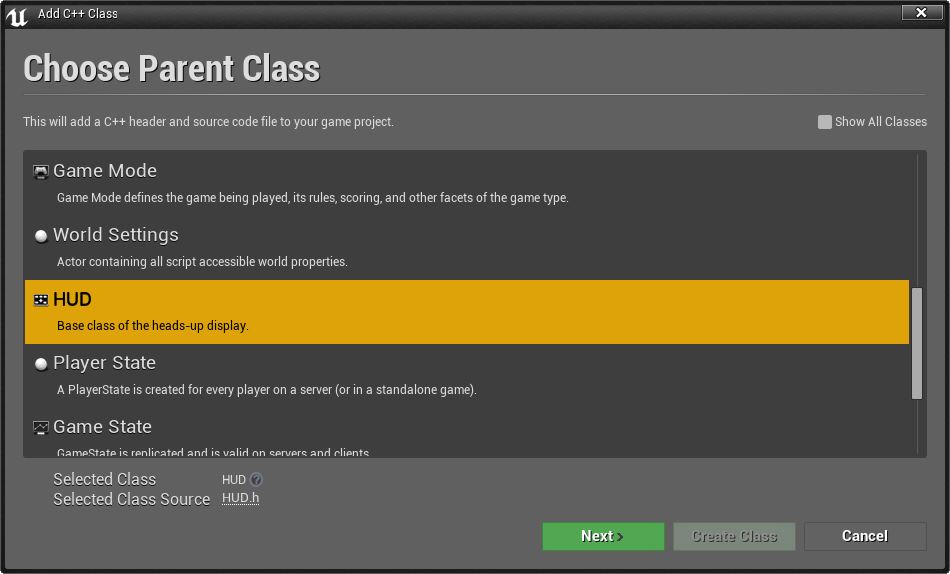 Add C++ Class
Choose Parent Class
This will add a C++ header and source code file to your game project.
Show All Classes
Game Mode
Game Mode defines the game being played, its rules, scoring, and other facets of the game type.
World Settings
Actor containing all script accessible world properties.
HUD
Base class of the heads-up display.
Player State
A PlayerState is created for every player on a server (or in a standalone game).
Game State
GameState is replicated and is valid on servers and clients.
Selected Class HUD ?
Selected Class Source HUD.h
Next >
Create Class
Cancel